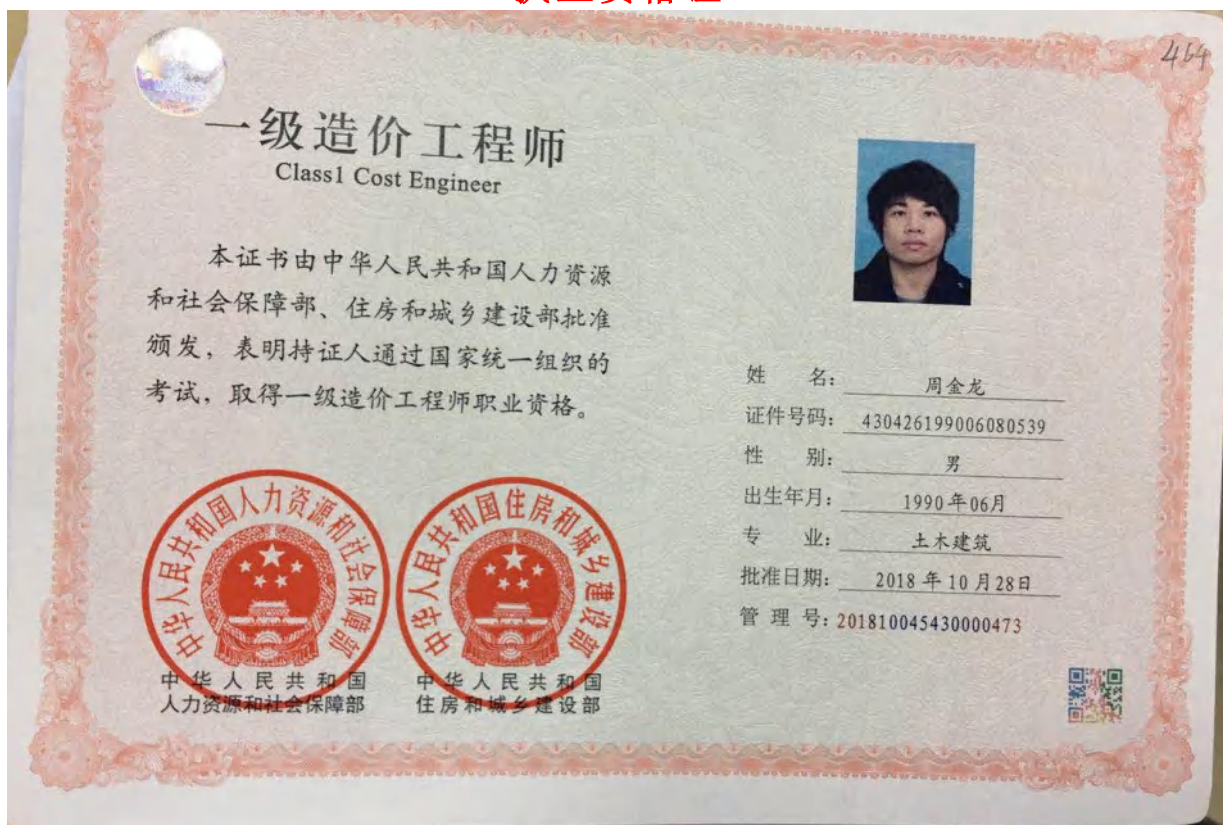 464
一级造价工程师
Class1 Cost Engineer
本证书由中华人民共和国人力资源
和社会保障部、住房和城乡建设部批准
颁发，表明持证人通过国家统一组织的
考试，取得一级造价工程师职业资格。
姓 名：周金龙
证件号码：430426199006080539
性 别：男
出生年月：1990年06月
专 业：土木建筑
批准日期：2018年10月28日
管 理 号：201810045430000473
中华人民共和国人力资源和社会保障部
中华人民共和国住房和城乡建设部
中华人民共和国
人力资源和社会保障部
中华人民共和国
住房和城乡建设部